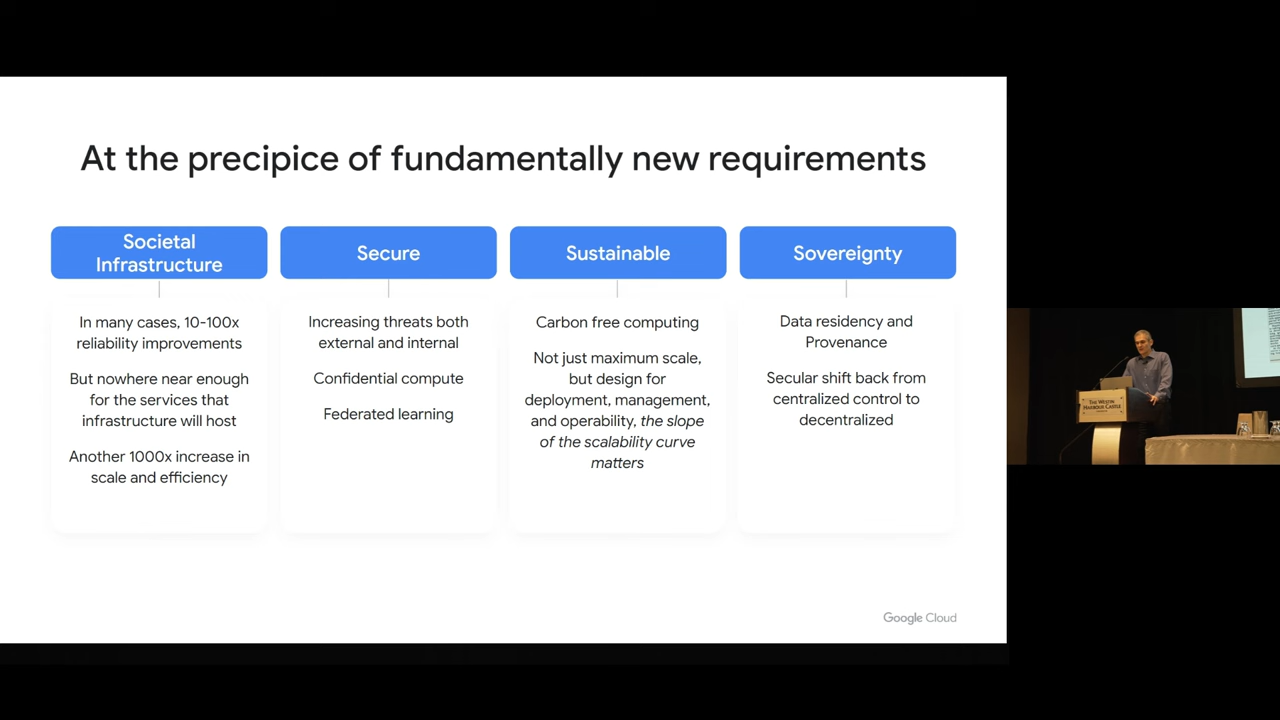 At the precipice of fundamentally new requirements
Societal
Infrastructure
In many cases, 10-100x
reliability improvements
But nowhere near enough
for the services that
infrastructure will host
Another 1000x increase in
scale and efficiency
Secure
Increasing threats both
external and internal
Confidential compute
Federated learning
Sustainable
Carbon free computing
Not just maximum scale,
but design for
deployment, management,
and operability, the slope
of the scalability curve
matters
Sovereignty
Data residency and
Provenance
Secular shift back from
centralized control to
decentralized
Google Cloud
THE WESTIN
HARBOUR CASTLE